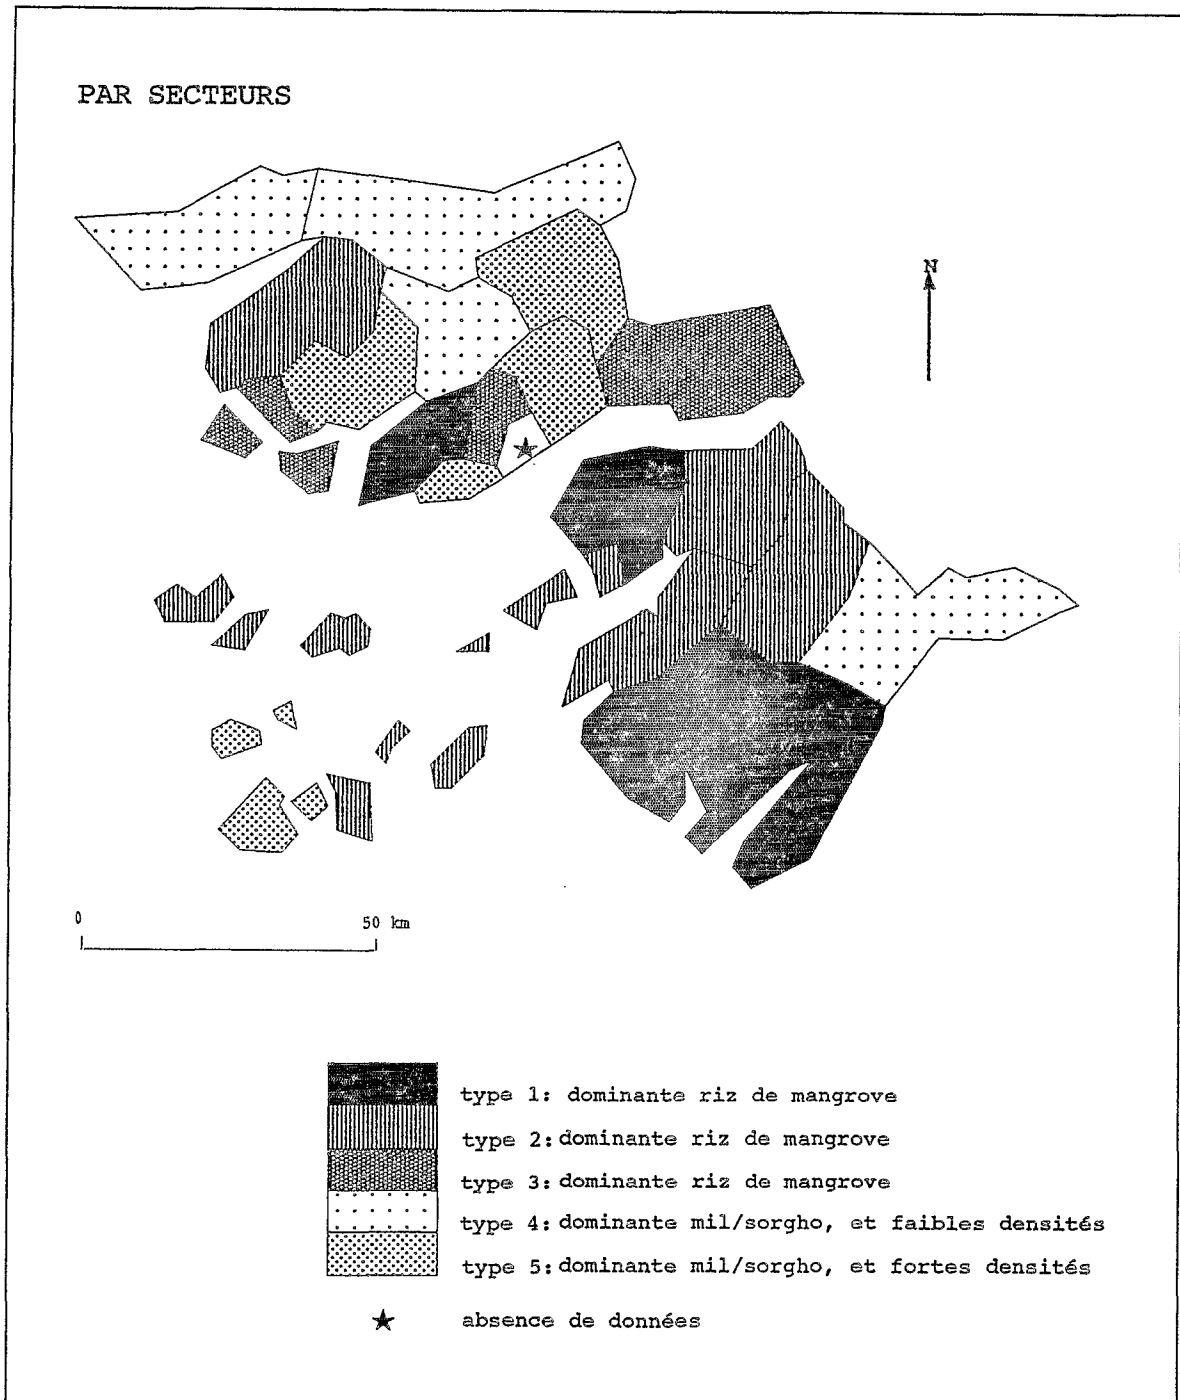 PAR SECTEURS
N
0
50 km
type 1: dominante riz de mangrove
type 2: dominante riz de mangrove
type 3: dominante riz de mangrove
type 4: dominante mil/sorgho, et faibles densités
type 5: dominante mil/sorgho, et fortes densités
absence de données